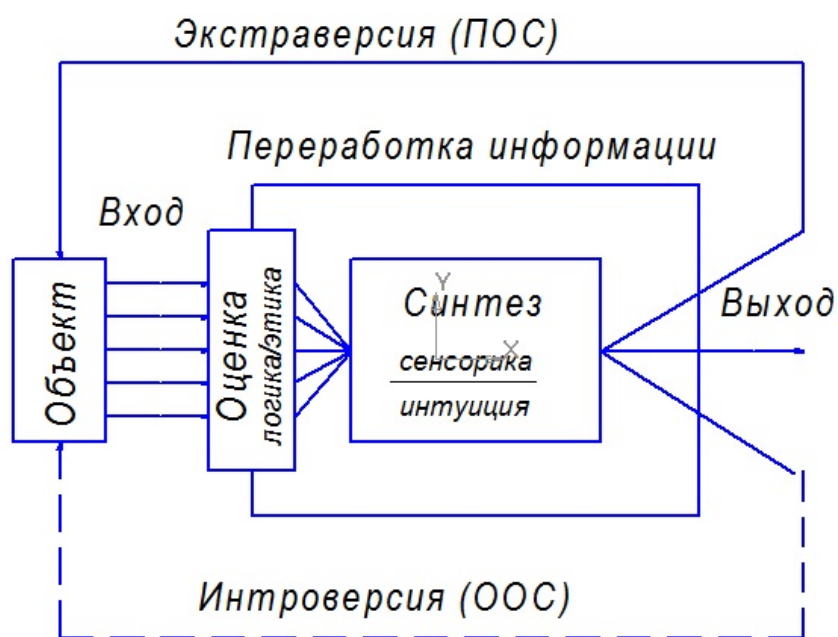 Экстраверсия (ПОС)
Переработка информации
Вход
Объект
Оценка
логика/этика
Синтез
сенсорика
интуиция
Y
X
Выход
Интроверсия (ООС)